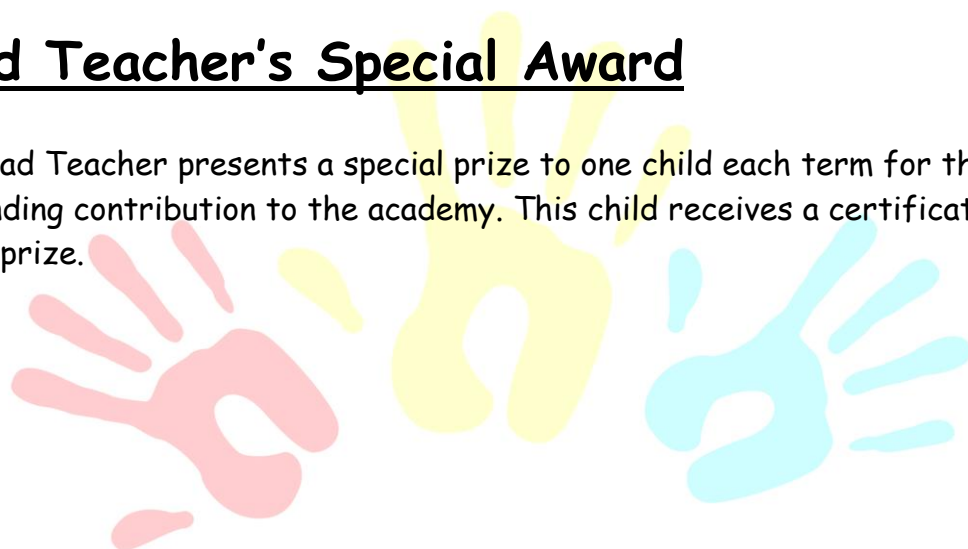 d Teacher's Special Award
ad Teacher presents a special prize to one child each term for th
ding contribution to the academy. This child receives a certificat
prize.